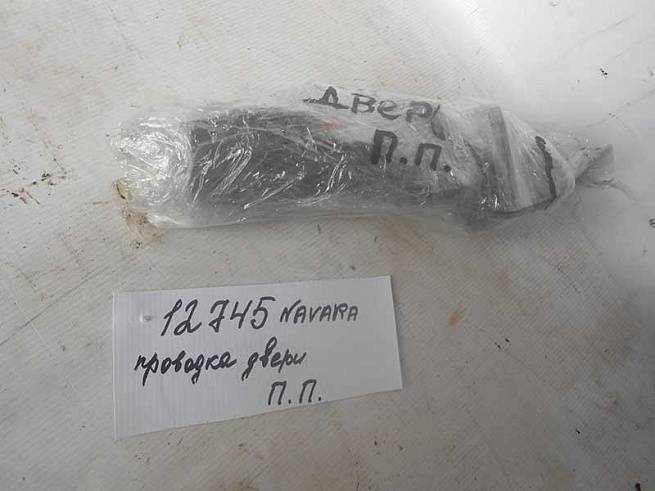 ДВЕРЬ
П.П.
12745 NAVARA
проводка двери
П.П.